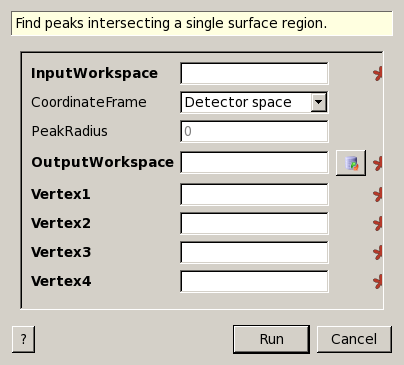 Find peaks intersecting a single surface region.
InputWorkspace
CoordinateFrame Detector space
PeakRadius 0
OutputWorkspace
Vertex1
Vertex2
Vertex3
Vertex4
? Run Cancel